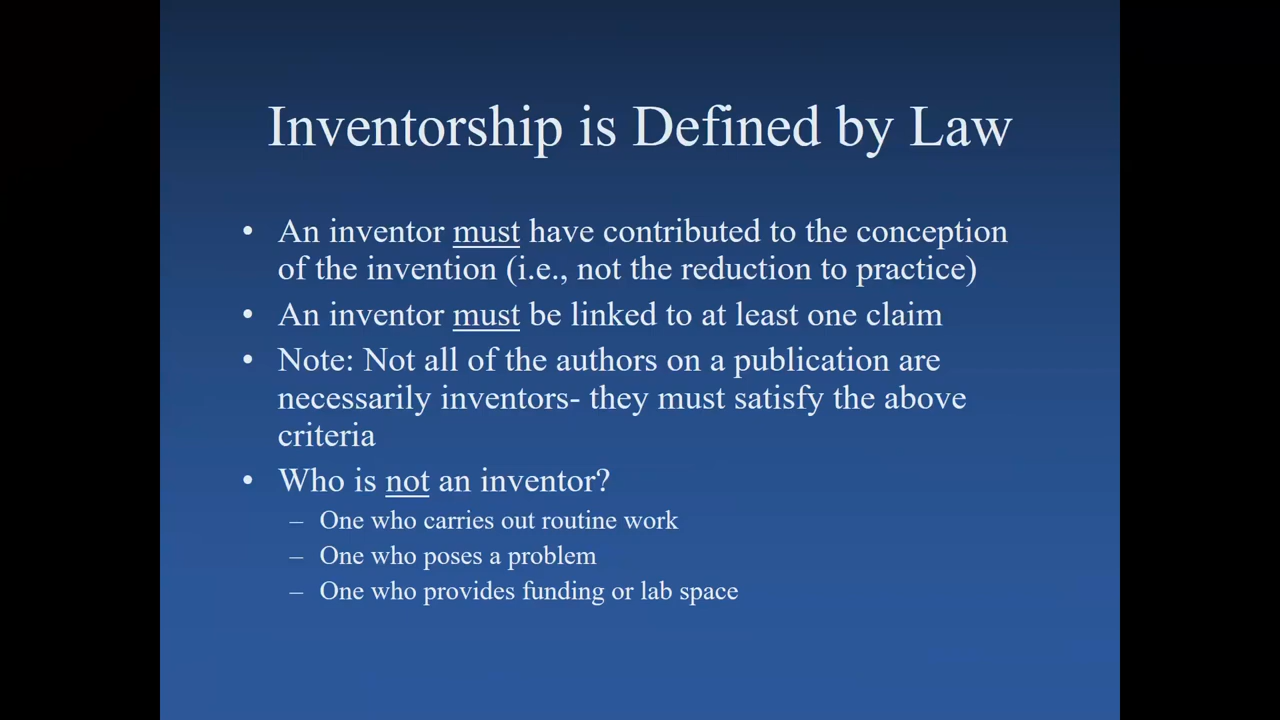 Inventorship is Defined by Law
• An inventor must have contributed to the conception
of the invention (i.e., not the reduction to practice)
• An inventor must be linked to at least one claim
• Note: Not all of the authors on a publication are
necessarily inventors- they must satisfy the above
criteria
• Who is not an inventor?
– One who carries out routine work
– One who poses a problem
– One who provides funding or lab space